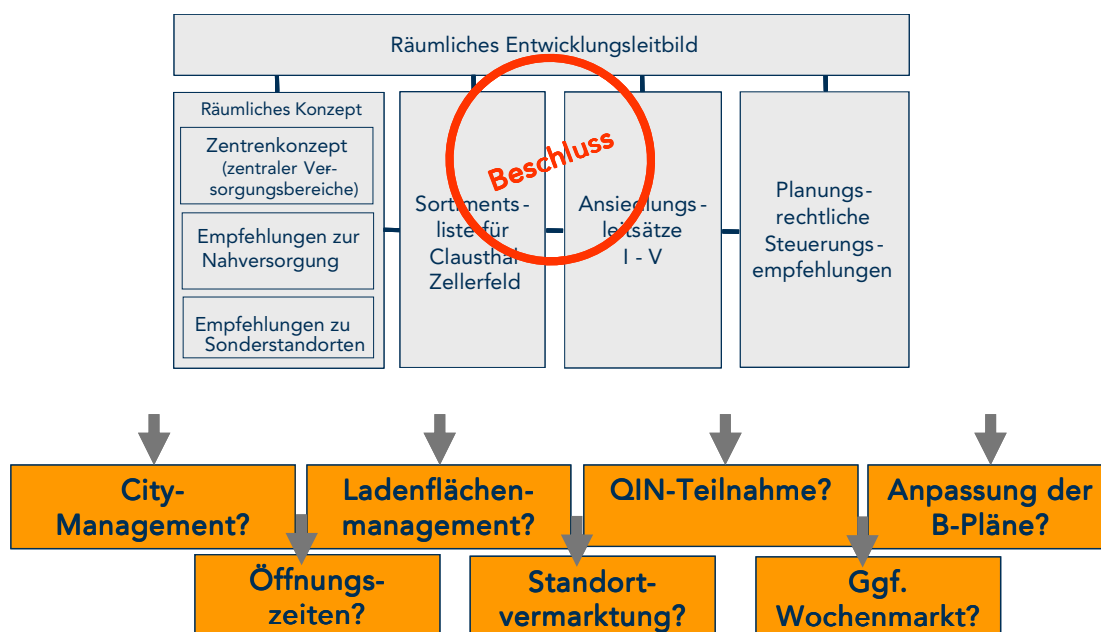 Räumliches Entwicklungsleitbild
Räumliches Konzept
Zentrenkonzept
(zentraler Ver-
sorgungsbereiche)
Empfehlungen zur
Nahversorgung
Empfehlungen zu
Sonderstandorten
Sortiments-
liste für
Clausthal
Zellerfeld
Beschluss
Ansiedlungs-
leitsätze
I - V
Planungs-
rechtliche
Steuerungs-
empfehlungen
City-
Management?
Ladenflächen-
management?
QIN-Teilnahme?
Anpassung der
B-Pläne?
Öffnungs-
zeiten?
Standort-
vermarktung?
Ggf.
Wochenmarkt?